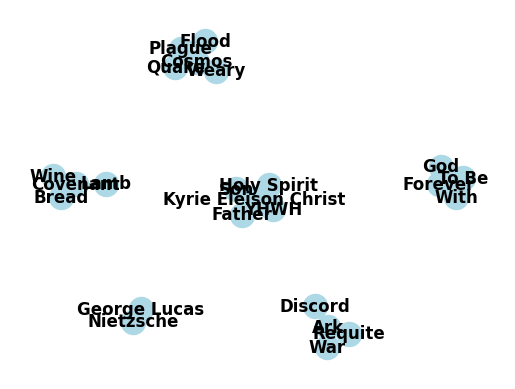 Flood
Plague
Cosmos
Quake
Weary
God
Wine
Covenant
Lamb
Bread
Holy Spirit
Son
Kyrie Eleison Christ
YHWH
Father
To Be
Forever
With
George Lucas
Nietzsche
Discord
Ark
Requite
War